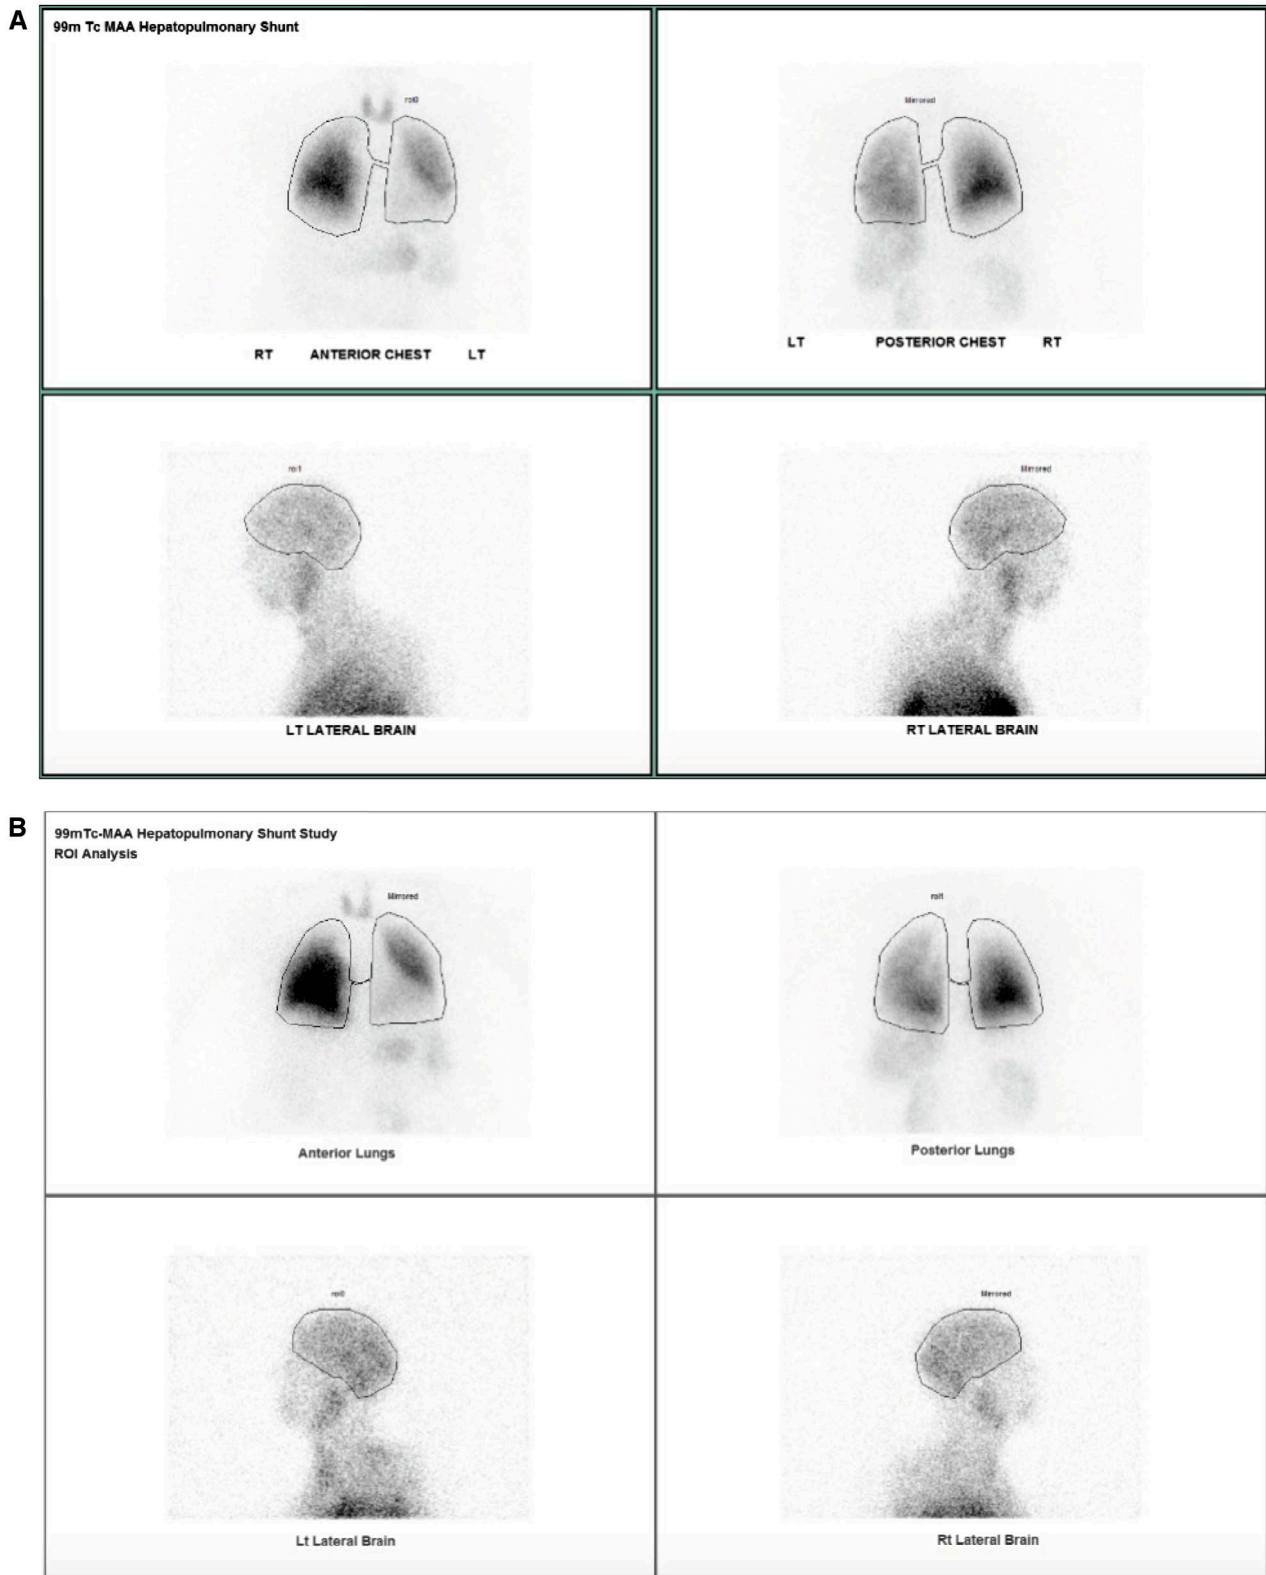 A
99m Tc MAA Hepatopulmonary Shunt
roi0
Mirrored
RT ANTERIOR CHEST LT
LT POSTERIOR CHEST RT
roi1
Mirrored
LT LATERAL BRAIN
RT LATERAL BRAIN
B
99mTc-MAA Hepatopulmonary Shunt Study
ROI Analysis
Mirrored
roi1
Anterior Lungs
Posterior Lungs
roi0
Mirrored
Lt Lateral Brain
Rt Lateral Brain